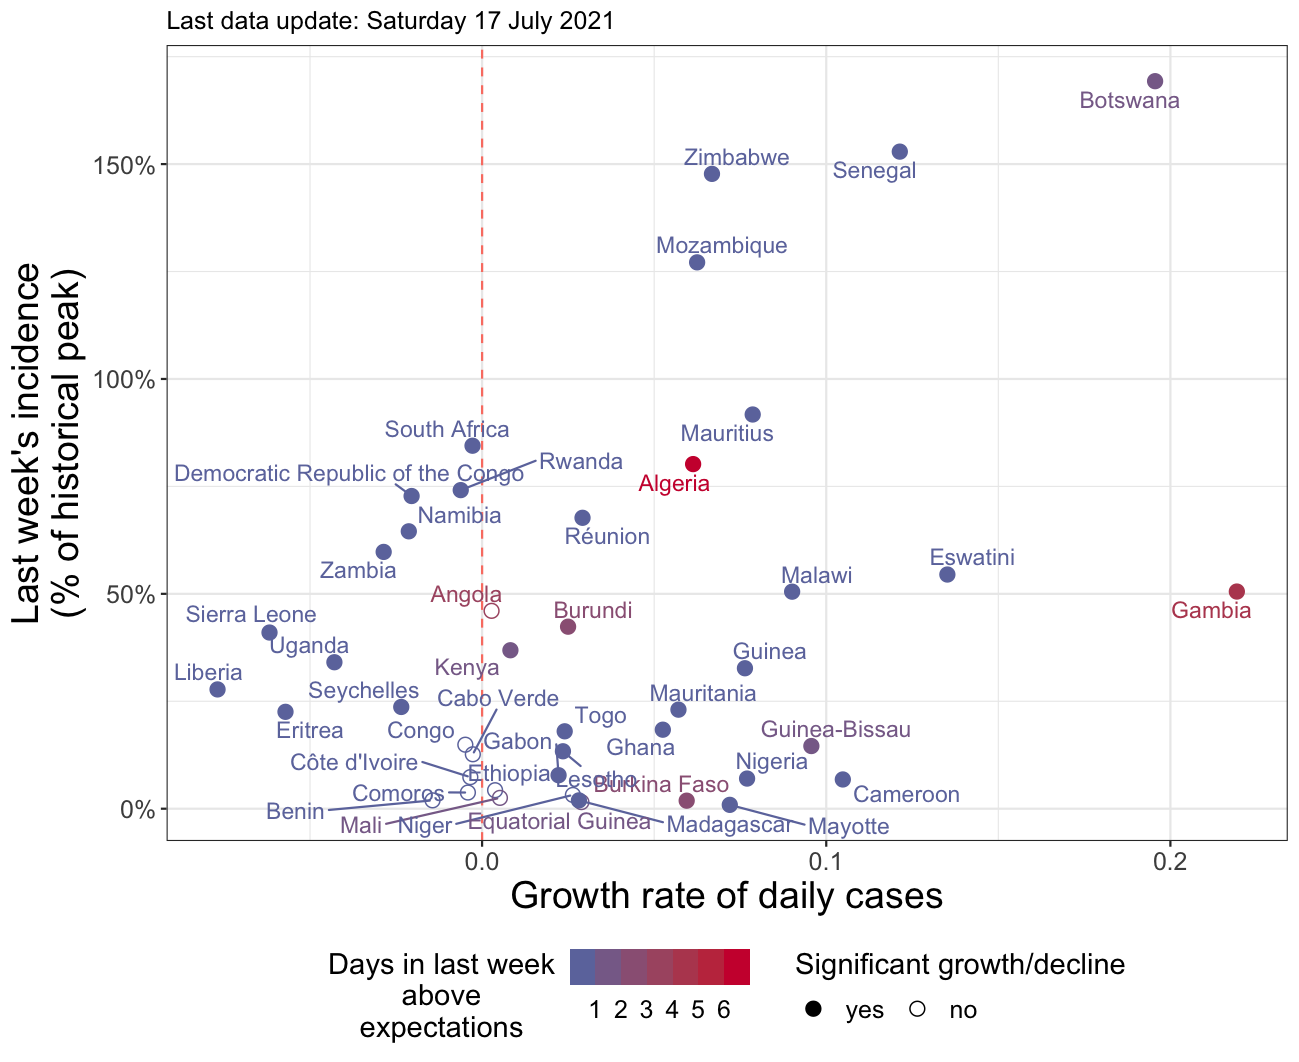 Last data update: Saturday 17 July 2021
Last week's incidence
(% of historical peak)
150%
100%
50%
0%
Botswana
Zimbabwe
Senegal
Mozambique
Mauritius
South Africa
Rwanda
Democratic Republic of the Congo
Algeria
Namibia
Réunion
Zambia
Eswatini
Malawi
Angola
Burundi
Gambia
Sierra Leone
Uganda
Guinea
Kenya
Liberia
Seychelles
Mauritania
Cabo Verde
Togo
Eritrea
Congo
Guinea-Bissau
Gabon
Ghana
Côte d'Ivoire
Nigeria
Ethiopia
Lesotho
Burkina Faso
Comoros
Cameroon
Benin
Mali
Niger
Equatorial Guinea
Madagascar
Mayotte
0.0
0.1
0.2
Growth rate of daily cases
Days in last week
above
expectations
1 2 3 4 5 6
Significant growth/decline
yes
no